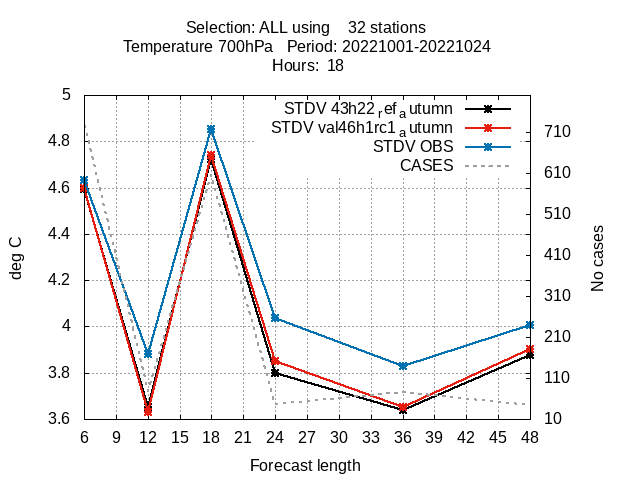 Selection: ALL using    32 stations
Temperature 700hPa   Period: 20221001-20221024
Hours:  18
STDV 43h22ref autumn
STDV val46h1rc1autumn
STDV OBS
CASES
5
4.8
4.6
4.4
4.2
4
3.8
3.6
deg C
710
610
510
410
310
210
110
10
No cases
6 9 12 15 18 21 24 27 30 33 36 39 42 45 48
Forecast length